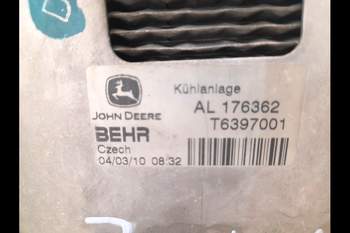 D
Kühlanlage
JOHN DEERE
AL 176362
BEHR
T6397001
Czech
04/03/10 08:32